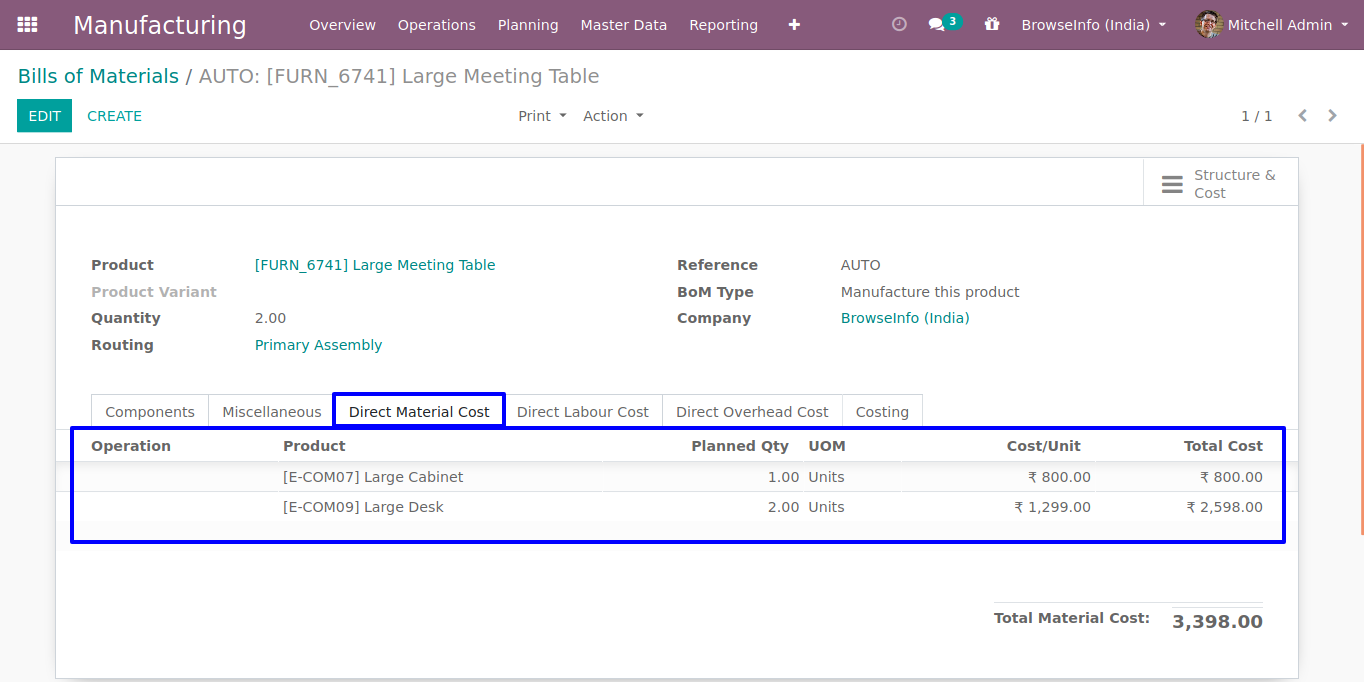 Manufacturing Overview Operations Planning Master Data Reporting + 3 BrowseInfo (India) Mitchell Admin
Bills of Materials / AUTO: [FURN_6741] Large Meeting Table
EDIT CREATE Print Action 1 / 1
Structure &
Cost
Product [FURN_6741] Large Meeting Table Reference AUTO
Product Variant BoM Type Manufacture this product
Quantity 2.00 Company BrowseInfo (India)
Routing Primary Assembly
Components Miscellaneous Direct Material Cost Direct Labour Cost Direct Overhead Cost Costing
Operation Product Planned Qty UOM Cost/Unit Total Cost
[E-COM07] Large Cabinet 1.00 Units ₹ 800.00 ₹ 800.00
[E-COM09] Large Desk 2.00 Units ₹ 1,299.00 ₹ 2,598.00
Total Material Cost: 3,398.00